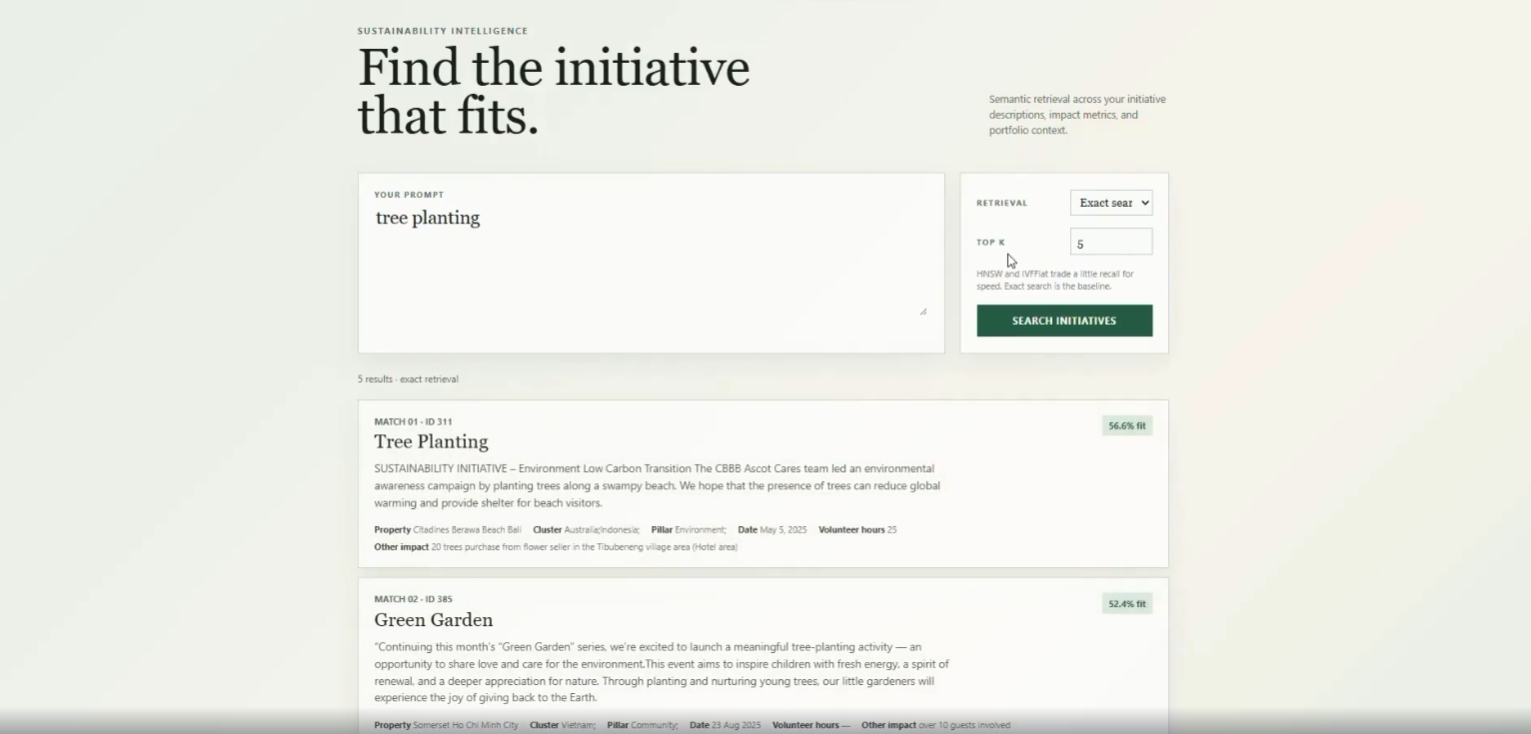 SUSTAINABILITY INTELLIGENCE
Find the initiative
that fits.
Semantic retrieval across your initiative
descriptions, impact metrics, and
portfolio context.
YOUR PROMPT
tree planting
RETRIEVAL
Exact sear
TOP K
5
HNSW and IVFFlat trade a little recall for
speed. Exact search is the baseline.
SEARCH INITIATIVES
5 results · exact retrieval
MATCH 01 · ID 311
56.6% fit
Tree Planting
SUSTAINABILITY INITIATIVE – Environment Low Carbon Transition The CBBB Ascot Cares team led an environmental
awareness campaign by planting trees along a swampy beach. We hope that the presence of trees can reduce global
warming and provide shelter for beach visitors.
Property Citadines Berawa Beach Bali Cluster Australia;Indonesia; Pillar Environment; Date May 5, 2025 Volunteer hours 25
Other impact 20 trees purchase from flower seller in the Tibubeneng village area (Hotel area)
MATCH 02 · ID 385
52.4% fit
Green Garden
"Continuing this month's "Green Garden" series, we're excited to launch a meaningful tree-planting activity — an
opportunity to share love and care for the environment.This event aims to inspire children with fresh energy, a spirit of
renewal, and a deeper appreciation for nature. Through planting and nurturing young trees, our little gardeners will
experience the joy of giving back to the Earth.
Property Somerset Ho Chi Minh City Cluster Vietnam; Pillar Community; Date 23 Aug 2025 Volunteer hours — Other impact over 10 guests involved